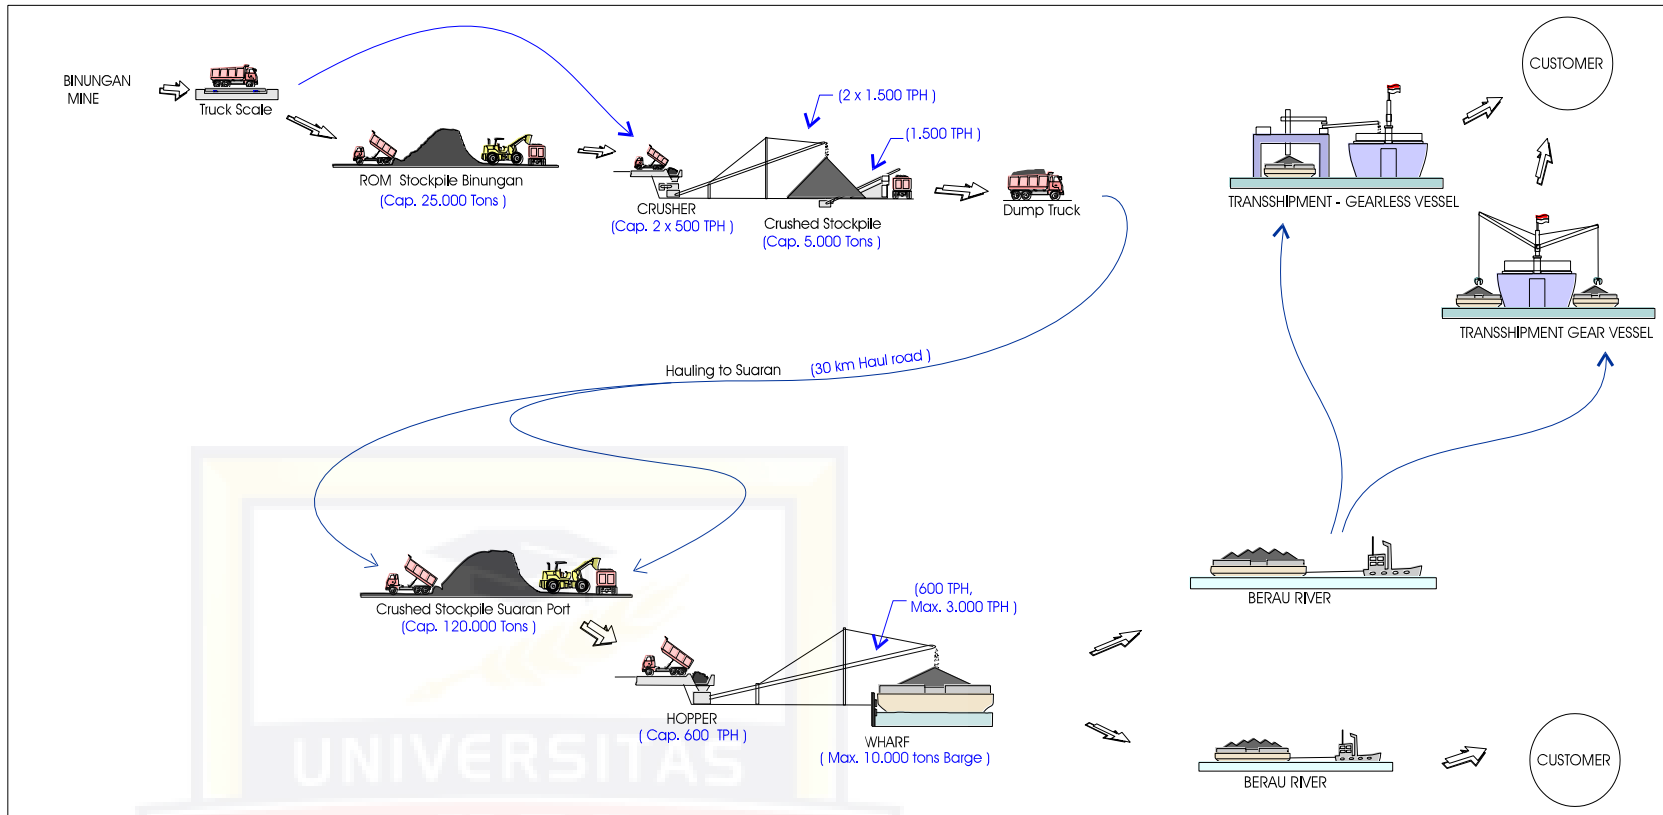 BINUNGAN
MINE
Truck Scale
ROM Stockpile Binungan
(Cap. 25.000 Tons )
CRUSHER
(Cap. 2 x 500 TPH )
(2 x 1.500 TPH )
(1.500 TPH )
Crushed Stockpile
(Cap. 5.000 Tons )
Dump Truck
CUSTOMER
TRANSSHIPMENT - GEARLESS VESSEL
TRANSSHIPMENT GEAR VESSEL
Hauling to Suaran
(30 km Haul road )
Crushed Stockpile Suaran Port
(Cap. 120.000 Tons )
HOPPER
( Cap. 600 TPH )
(600 TPH,
Max. 3.000 TPH )
WHARF
( Max. 10.000 tons Barge )
BERAU RIVER
BERAU RIVER
CUSTOMER
UNIVERSITAS